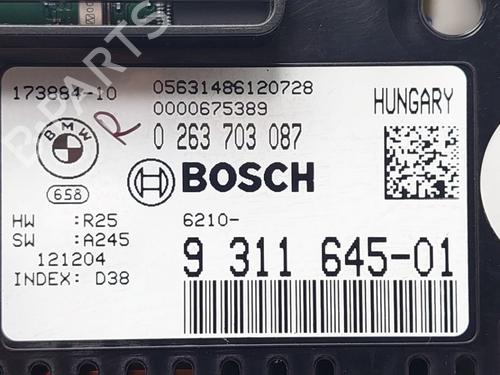 B-PARTS
173884-10
05631486120728
0000675389
HUNGARY
BMW
R
0 263 703 087
658
BOSCH
HW :R25
6210-
SW :A245
121204
9 311 645-01
INDEX: D38